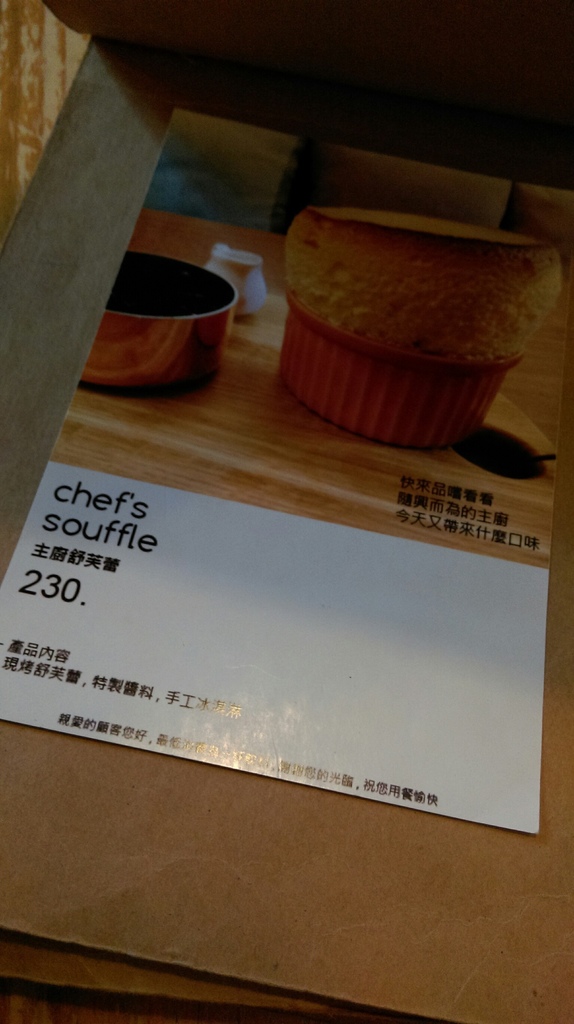 快來品嚐看看
隨興而為的主廚
今天又帶來什麼口味
chef's
souffle
主廚舒芙蕾
230.
產品內容
現烤舒芙蕾,特製醬料,手工冰淇淋
親愛的顧客您好,最低 謝謝您的光臨,祝您用餐愉快